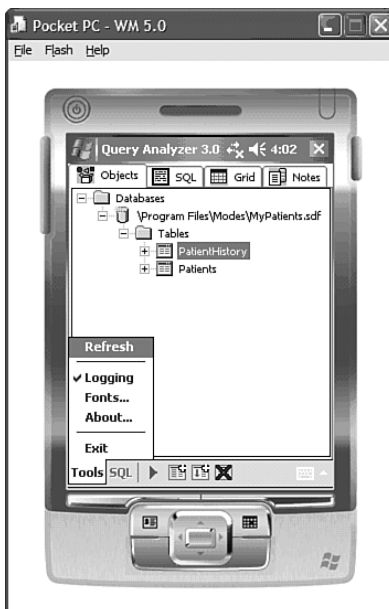 Pocket PC - WM 5.0
File Flash Help
Query Analyzer 3.0 4:02
Objects SQL Grid Notes
Databases
\Program Files\Modes\MyPatients.sdf
Tables
PatientHistory
Patients
Refresh
Logging
Fonts...
About...
Exit
Tools SQL